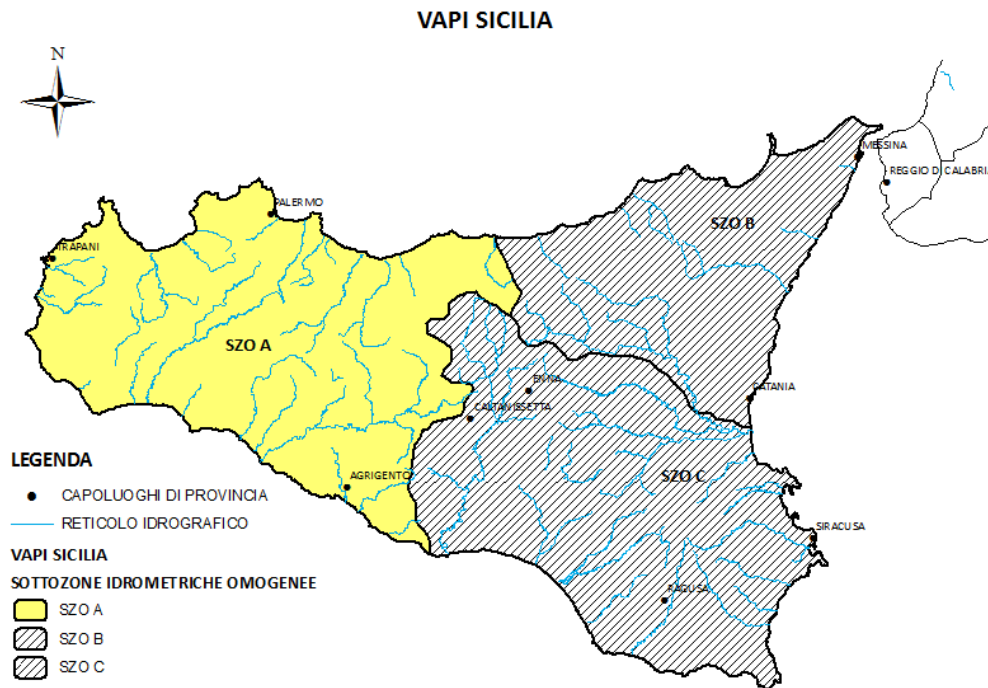 VAPI SICILIA
N
MESSINA
REGGIO DI CALABRIA
PALERMO
SZO B
TRAPANI
SZO A
ENNA
CATANIA
CALTANISSETTA
LEGENDA
AGRIGENTO
SZO C
CAPOLUOGHI DI PROVINCIA
RETICOLO IDROGRAFICO
SIRACUSA
VAPI SICILIA
SOTTOZONE IDROMETRICHE OMOGENEE
RAGUSA
SZO A
SZO B
SZO C